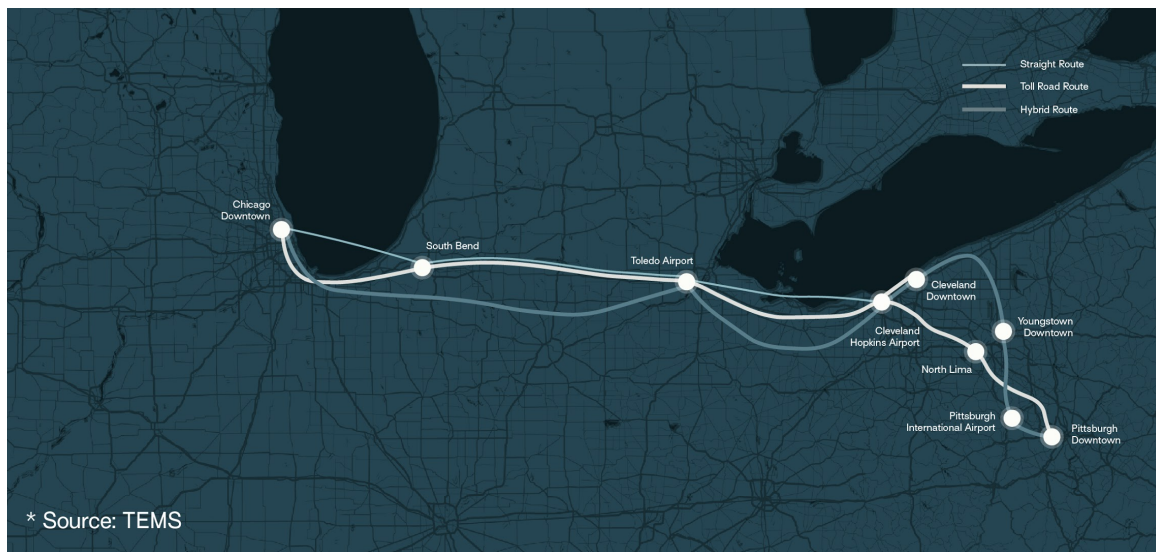 Straight Route
Toll Road Route
Hybrid Route
Chicago
Downtown
South Bend
Toledo Airport
Cleveland
Downtown
Cleveland
Hopkins Airport
Youngstown
Downtown
North Lima
Pittsburgh
International Airport
Pittsburgh
Downtown
* Source: TEMS